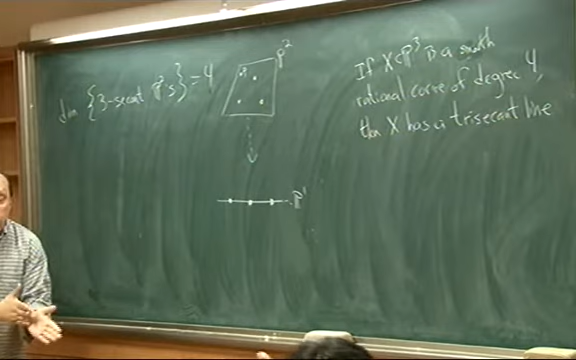 dim {3-secant P²'s} = 4
P²
P¹
If X⊂P³ is a smooth
rational curve of degree 4,
then X has a trisecant line